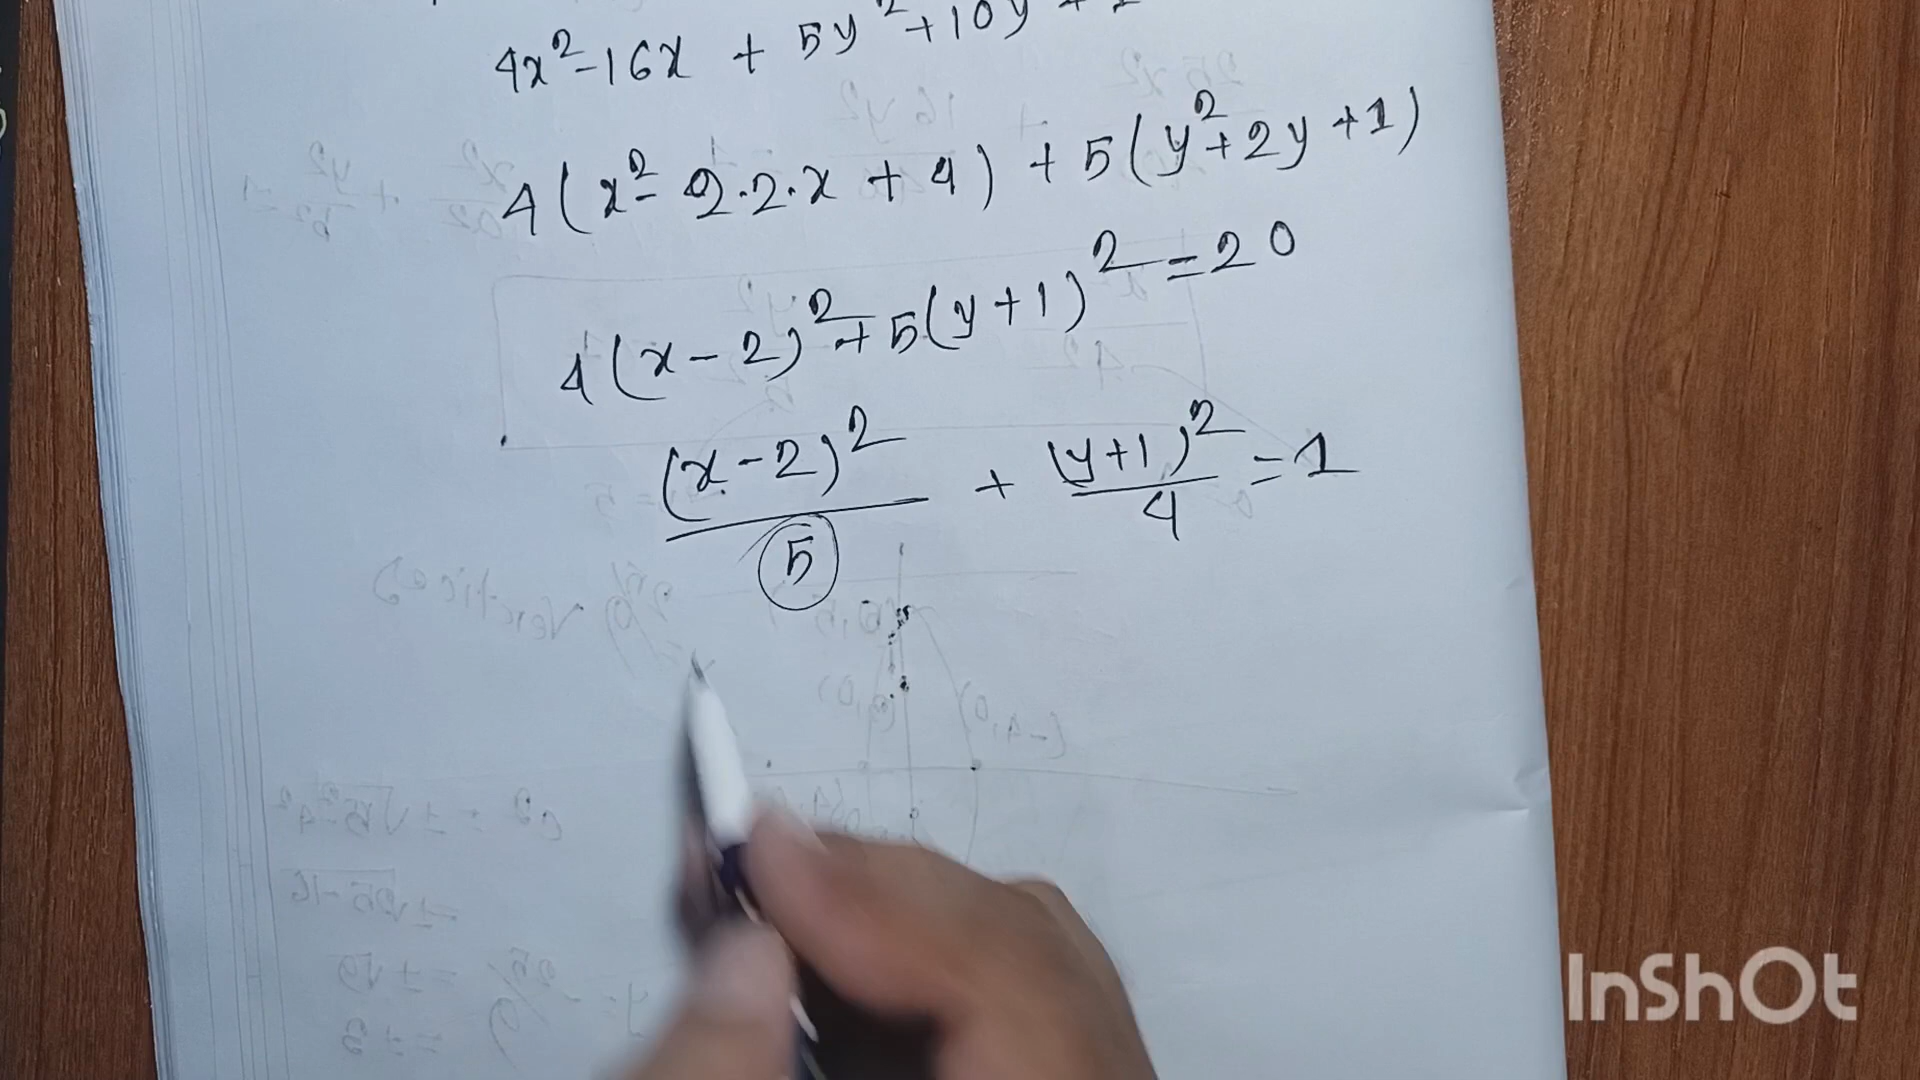 4x²-16x + 5y²+10y +
4(x²- 2.2.x + 4) + 5(y²+2y+1)
4(x-2)²+5(y+1)²=20
(x-2)²/5 + (y+1)²/4 =1
InShOt